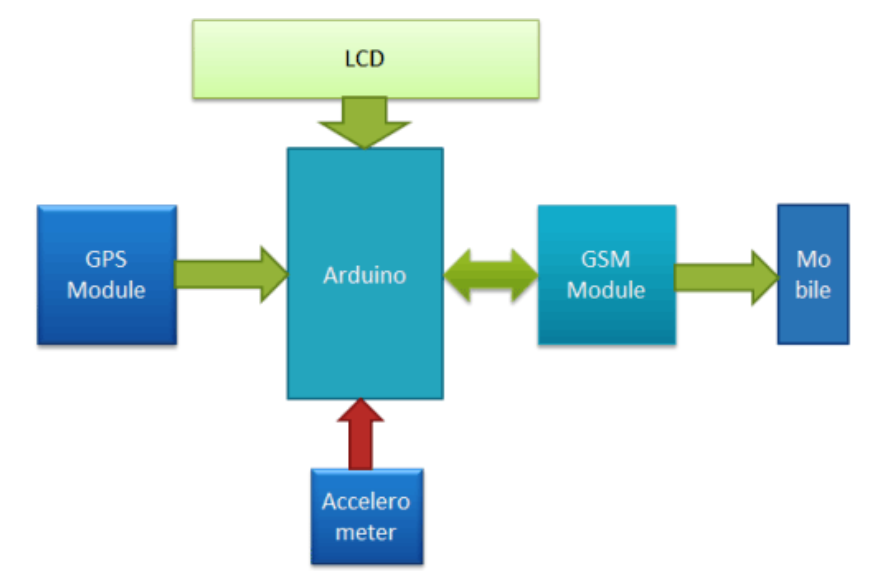 LCD
GPS
Module
Arduino
GSM
Module
Mo
bile
Accelero
meter